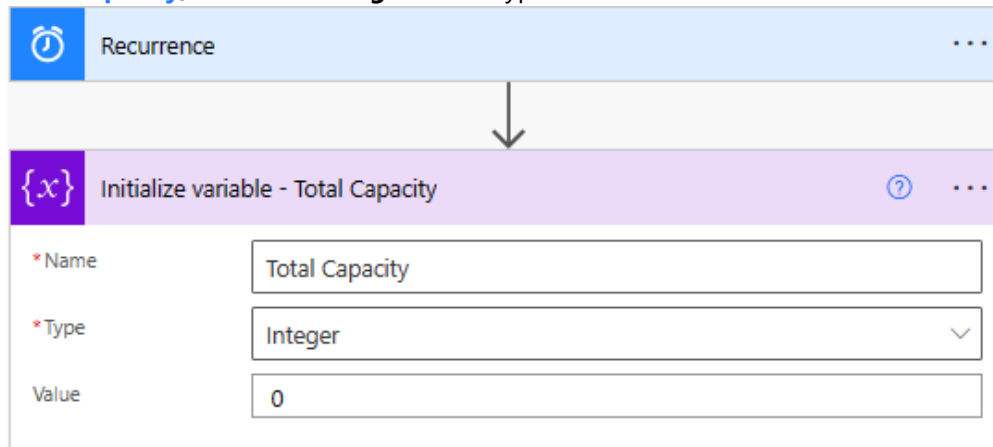 Recurrence
{x} Initialize variable - Total Capacity
*Name Total Capacity
*Type Integer
Value 0